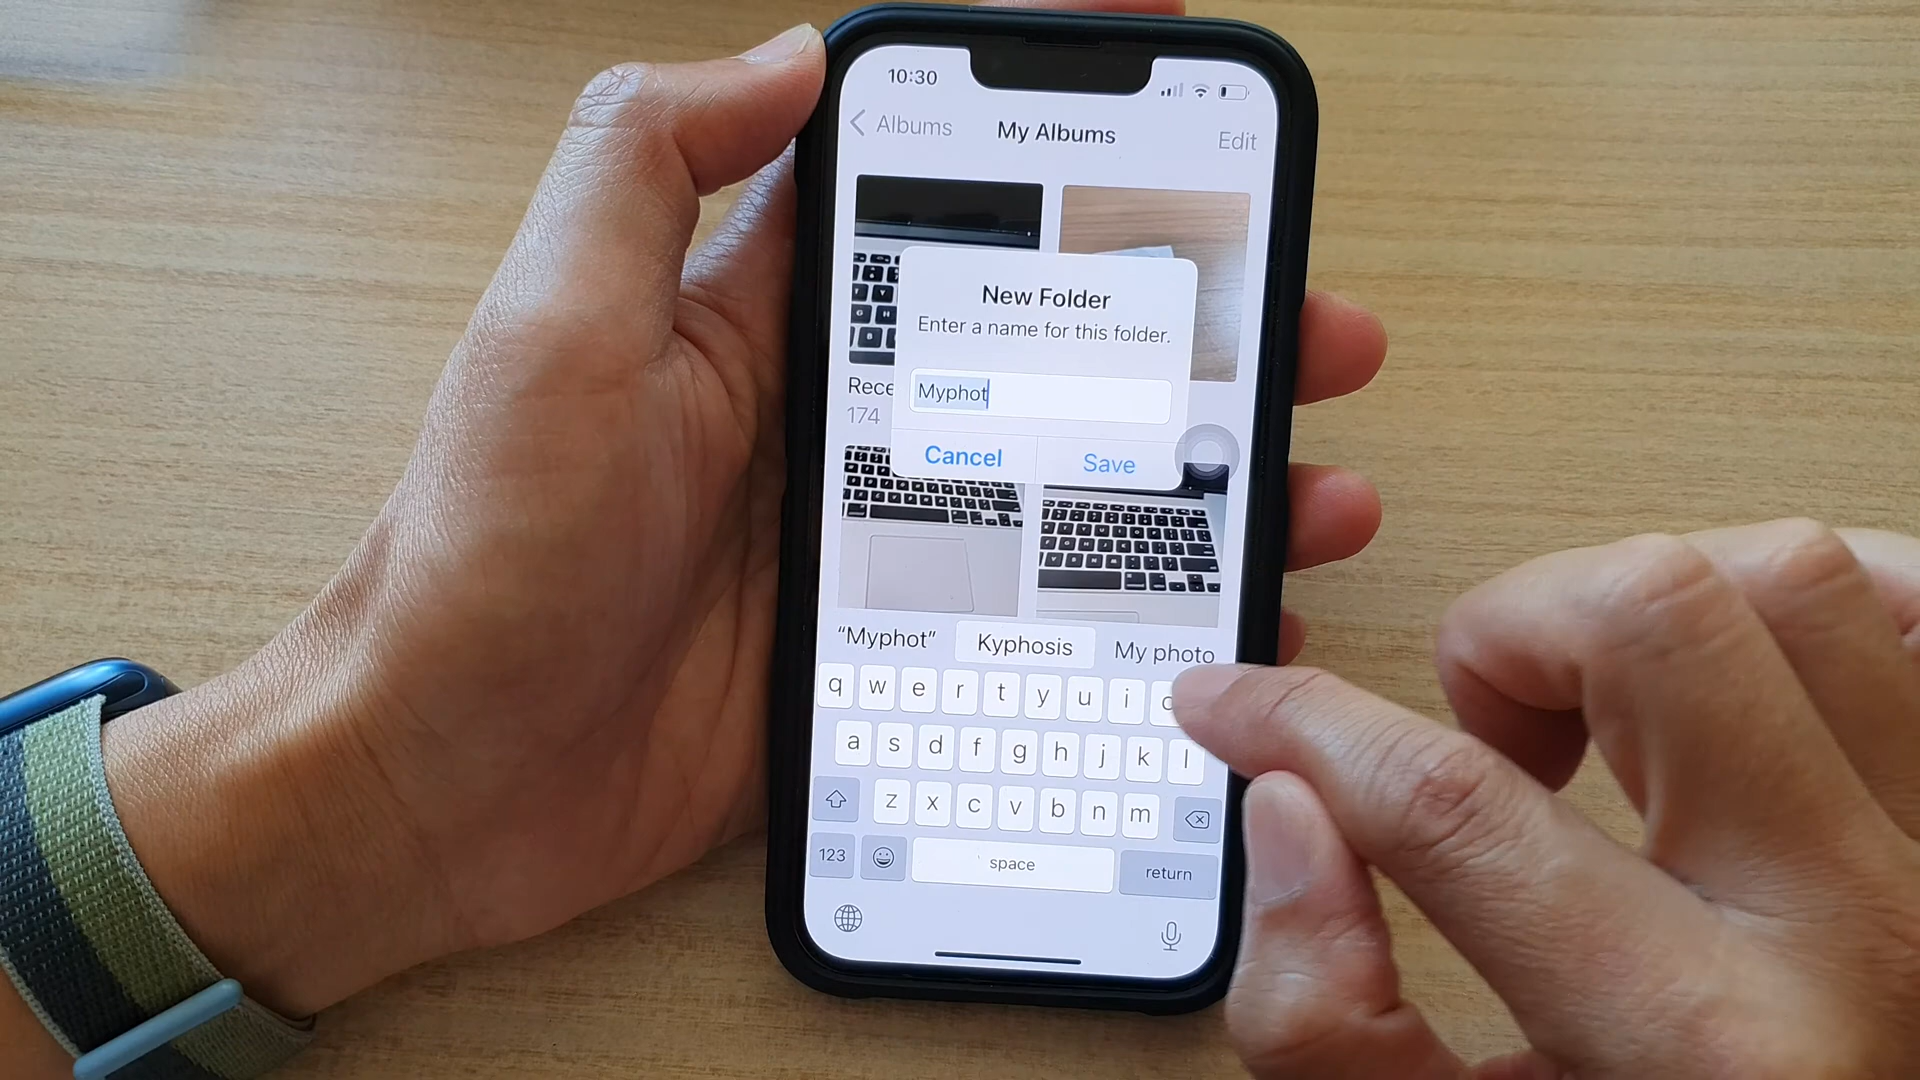 10:30
Albums
My Albums
Edit
New Folder
Enter a name for this folder.
Myphot
Cancel
Save
Rece
174
“Myphot”
Kyphosis
My photo
q w e r t y u i
a s d f g h j k l
z x c v b n m
123
space
return